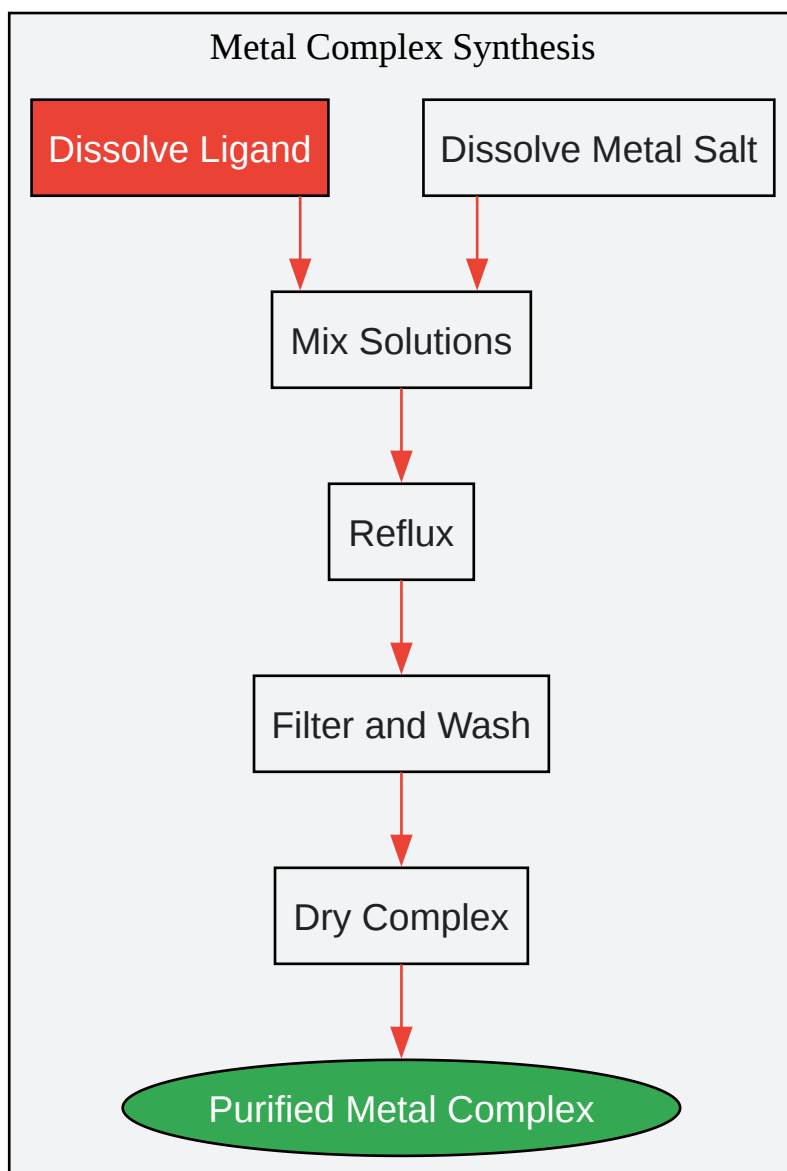 Metal Complex Synthesis
Dissolve Ligand
Dissolve Metal Salt
Mix Solutions
Reflux
Filter and Wash
Dry Complex
Purified Metal Complex